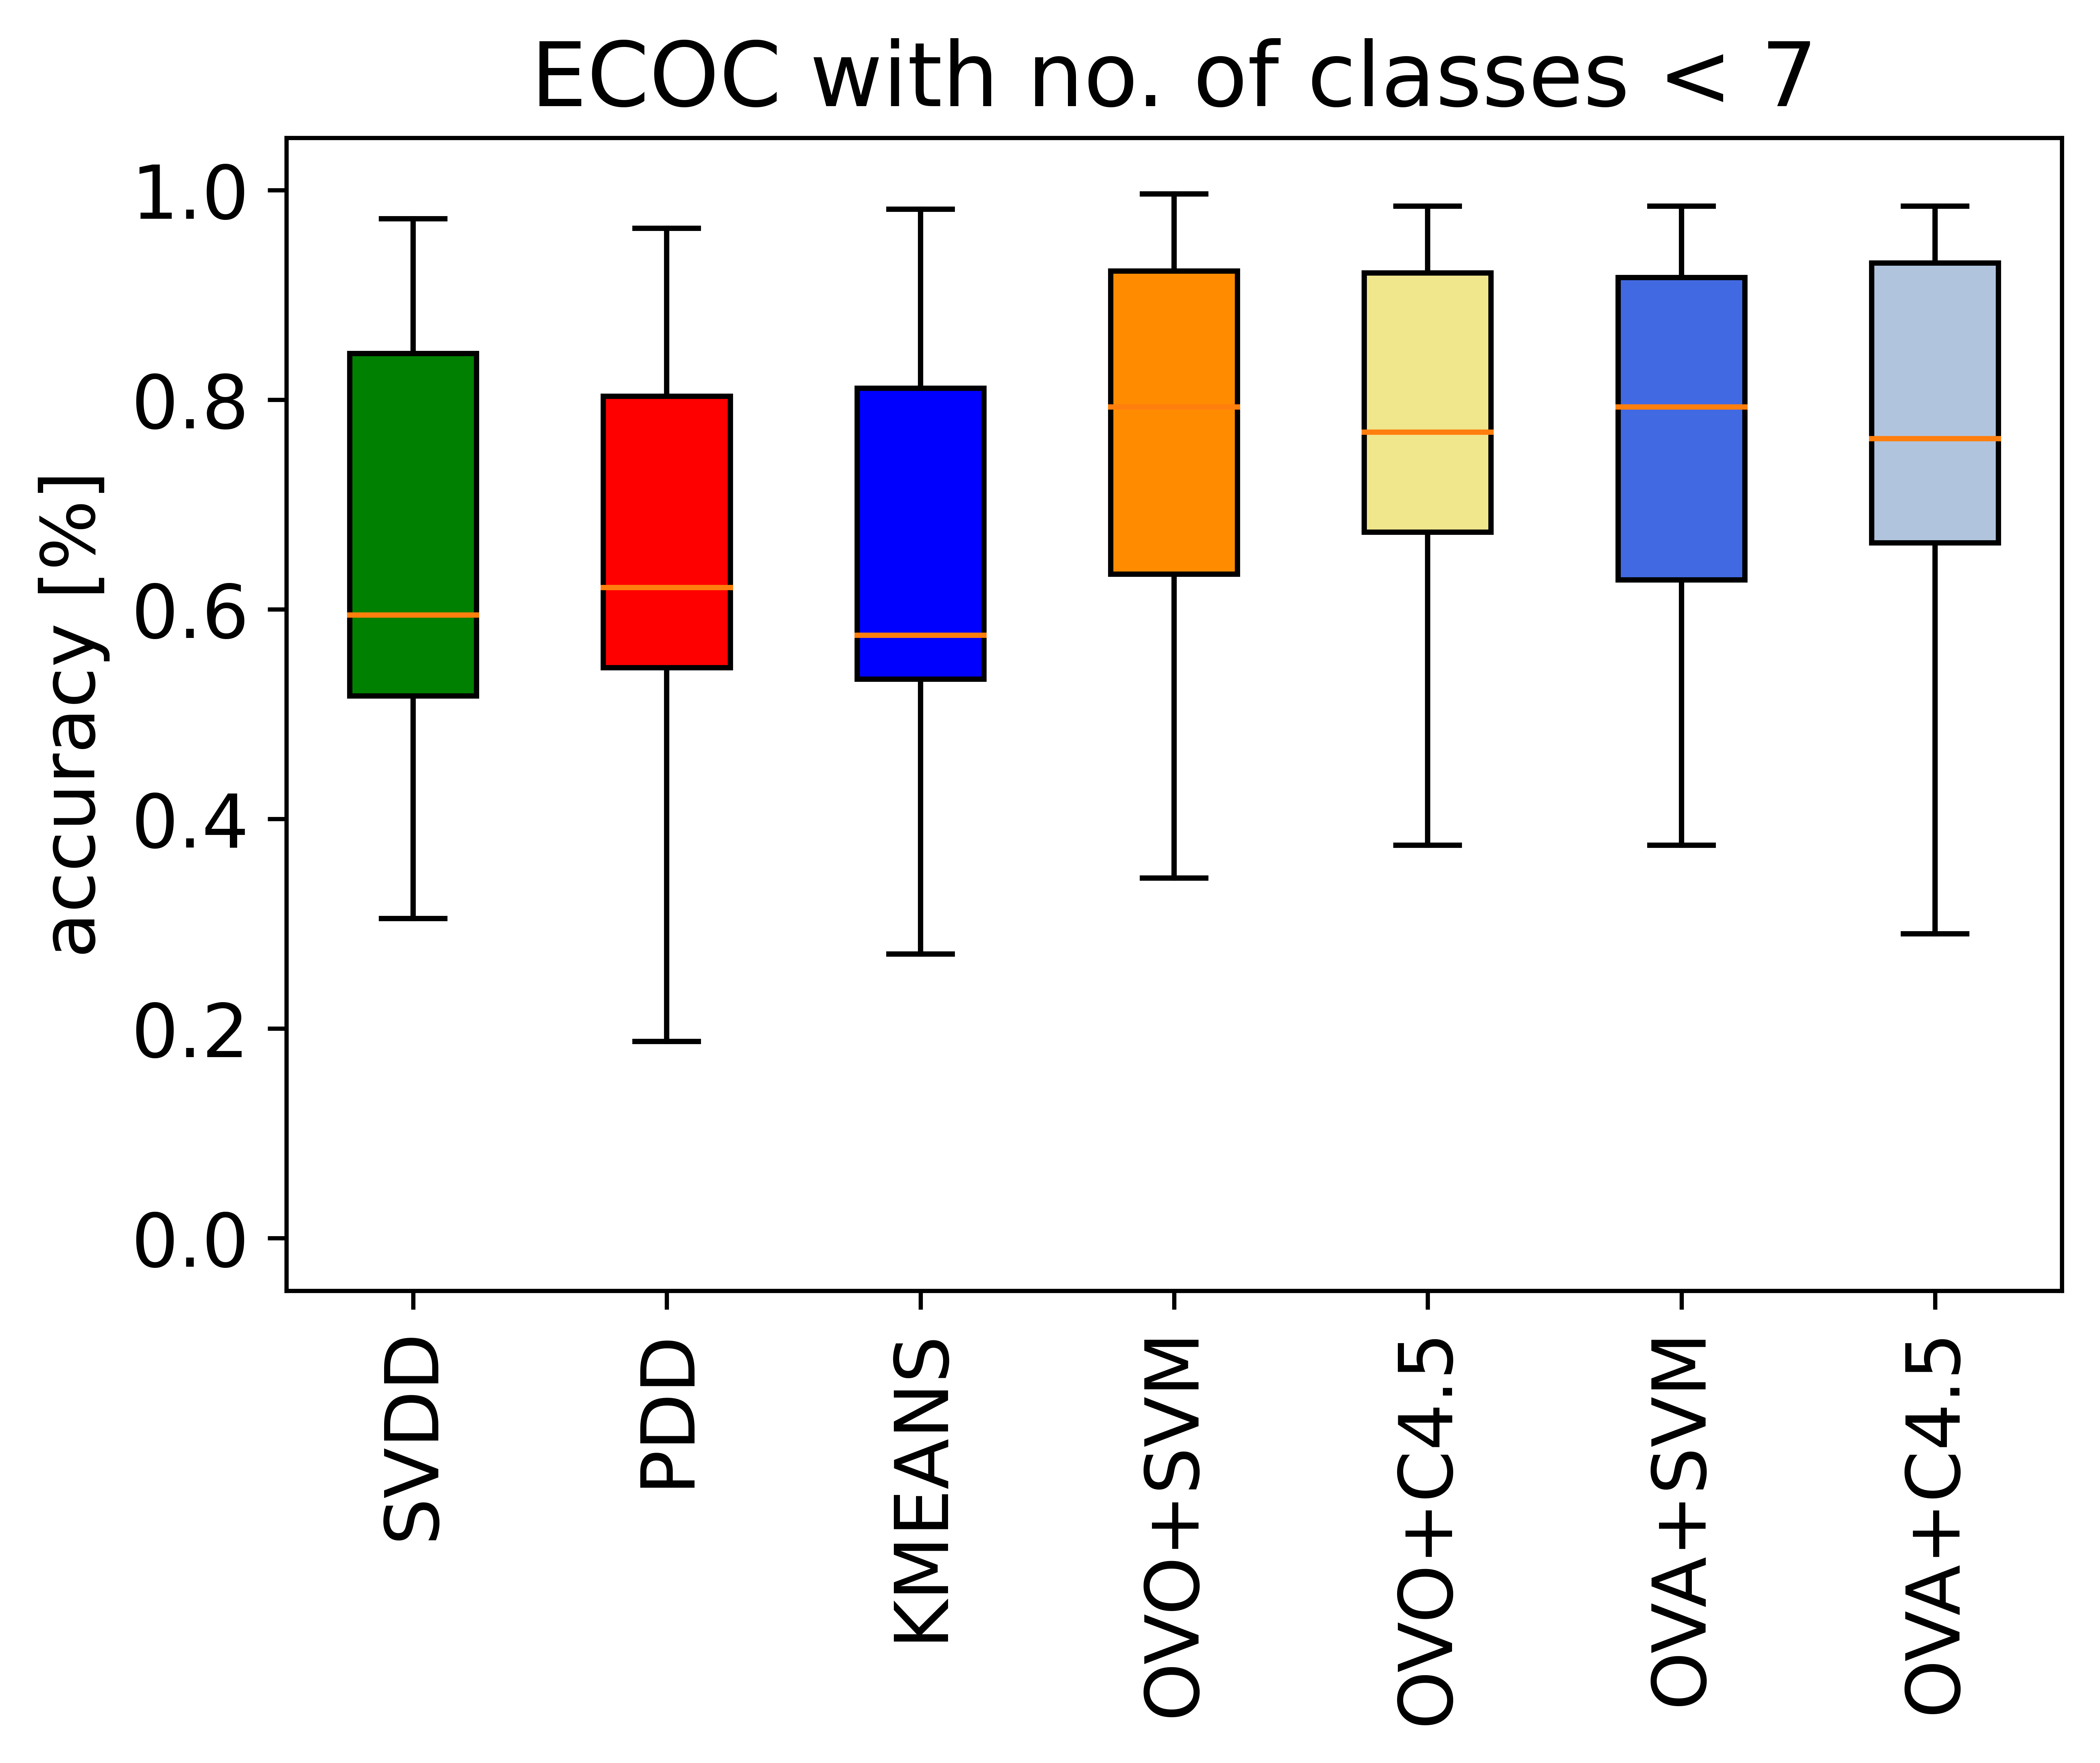 ECOC with no. of classes < 7
accuracy [%]
1.0
0.8
0.6
0.4
0.2
0.0
SVDD
PDD
KMEANS
OVO+SVM
OVO+C4.5
OVA+SVM
OVA+C4.5